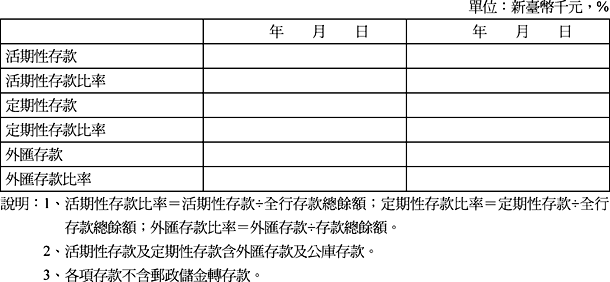 單位：新臺幣千元，%
年　月　日　　年　月　日
活期性存款
活期性存款比率
定期性存款
定期性存款比率
外匯存款
外匯存款比率
說明：1、活期性存款比率＝活期性存款÷全行存款總餘額；定期性存款比率＝定期性存款÷全行
存款總餘額；外匯存款比率＝外匯存款÷存款總餘額。
2、活期性存款及定期性存款含外匯存款及公庫存款。
3、各項存款不含郵政儲金轉存款。